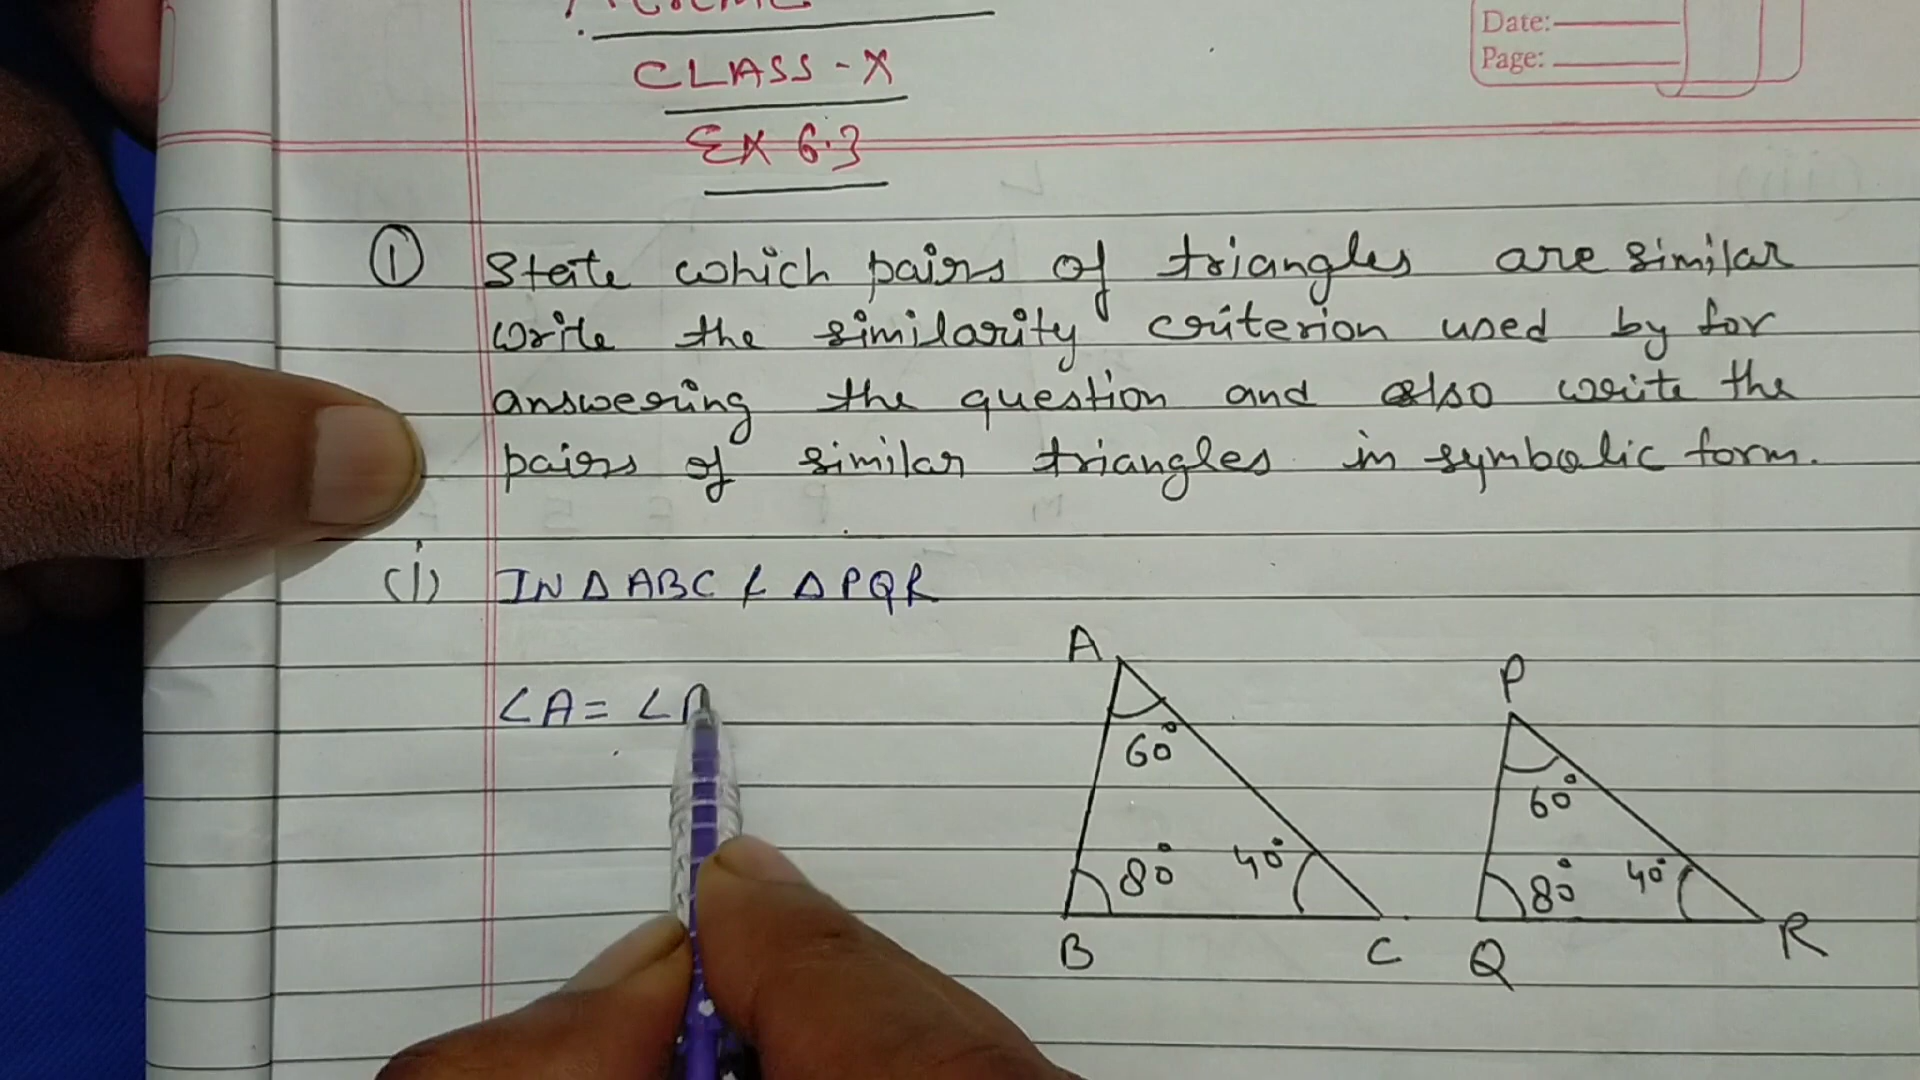 Date:
Page:
CLASS - X
EX 6.3
① State which pairs of triangles are similar
write the similarity criterion used by for
answering the question and also write the
pairs of similar triangles in symbolic form.
(i) IN Δ ABC & Δ PQR
∠A = ∠
A
P
60°
60°
80° 40°
80° 40°
B C Q R